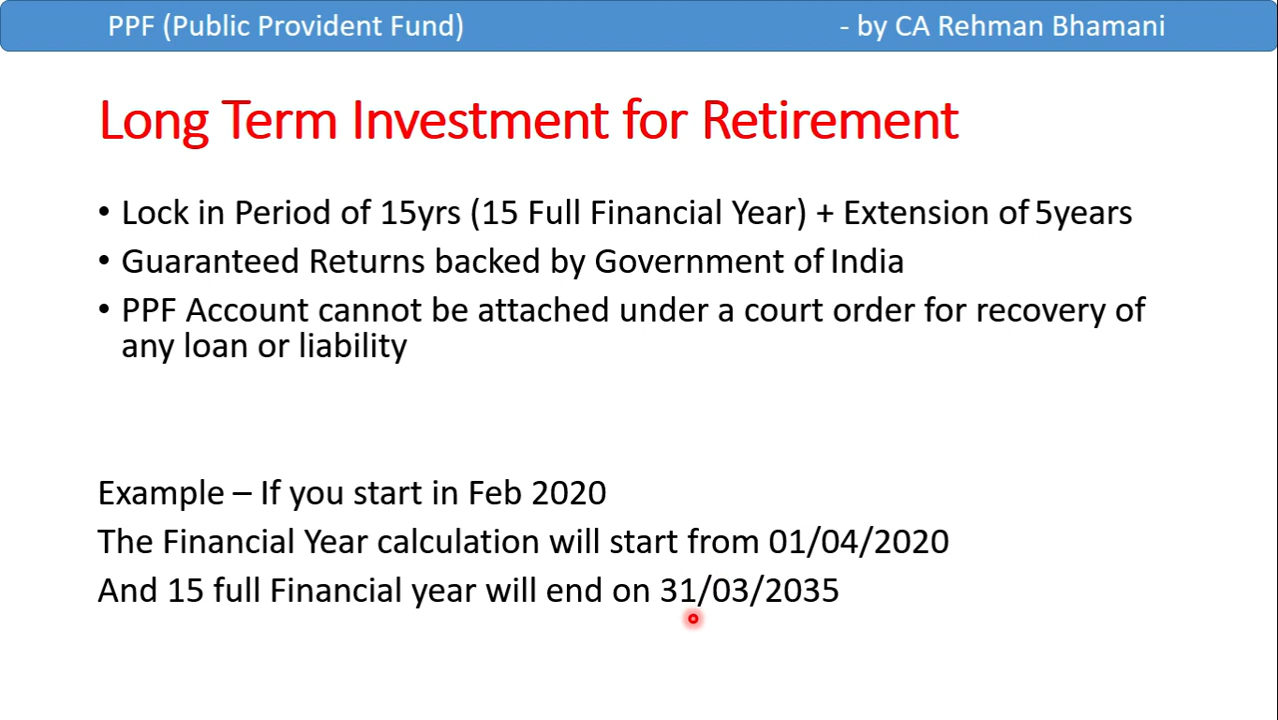 PPF (Public Provident Fund) - by CA Rehman Bhamani
Long Term Investment for Retirement
• Lock in Period of 15yrs (15 Full Financial Year) + Extension of 5years
• Guaranteed Returns backed by Government of India
• PPF Account cannot be attached under a court order for recovery of
any loan or liability
Example – If you start in Feb 2020
The Financial Year calculation will start from 01/04/2020
And 15 full Financial year will end on 31/03/2035